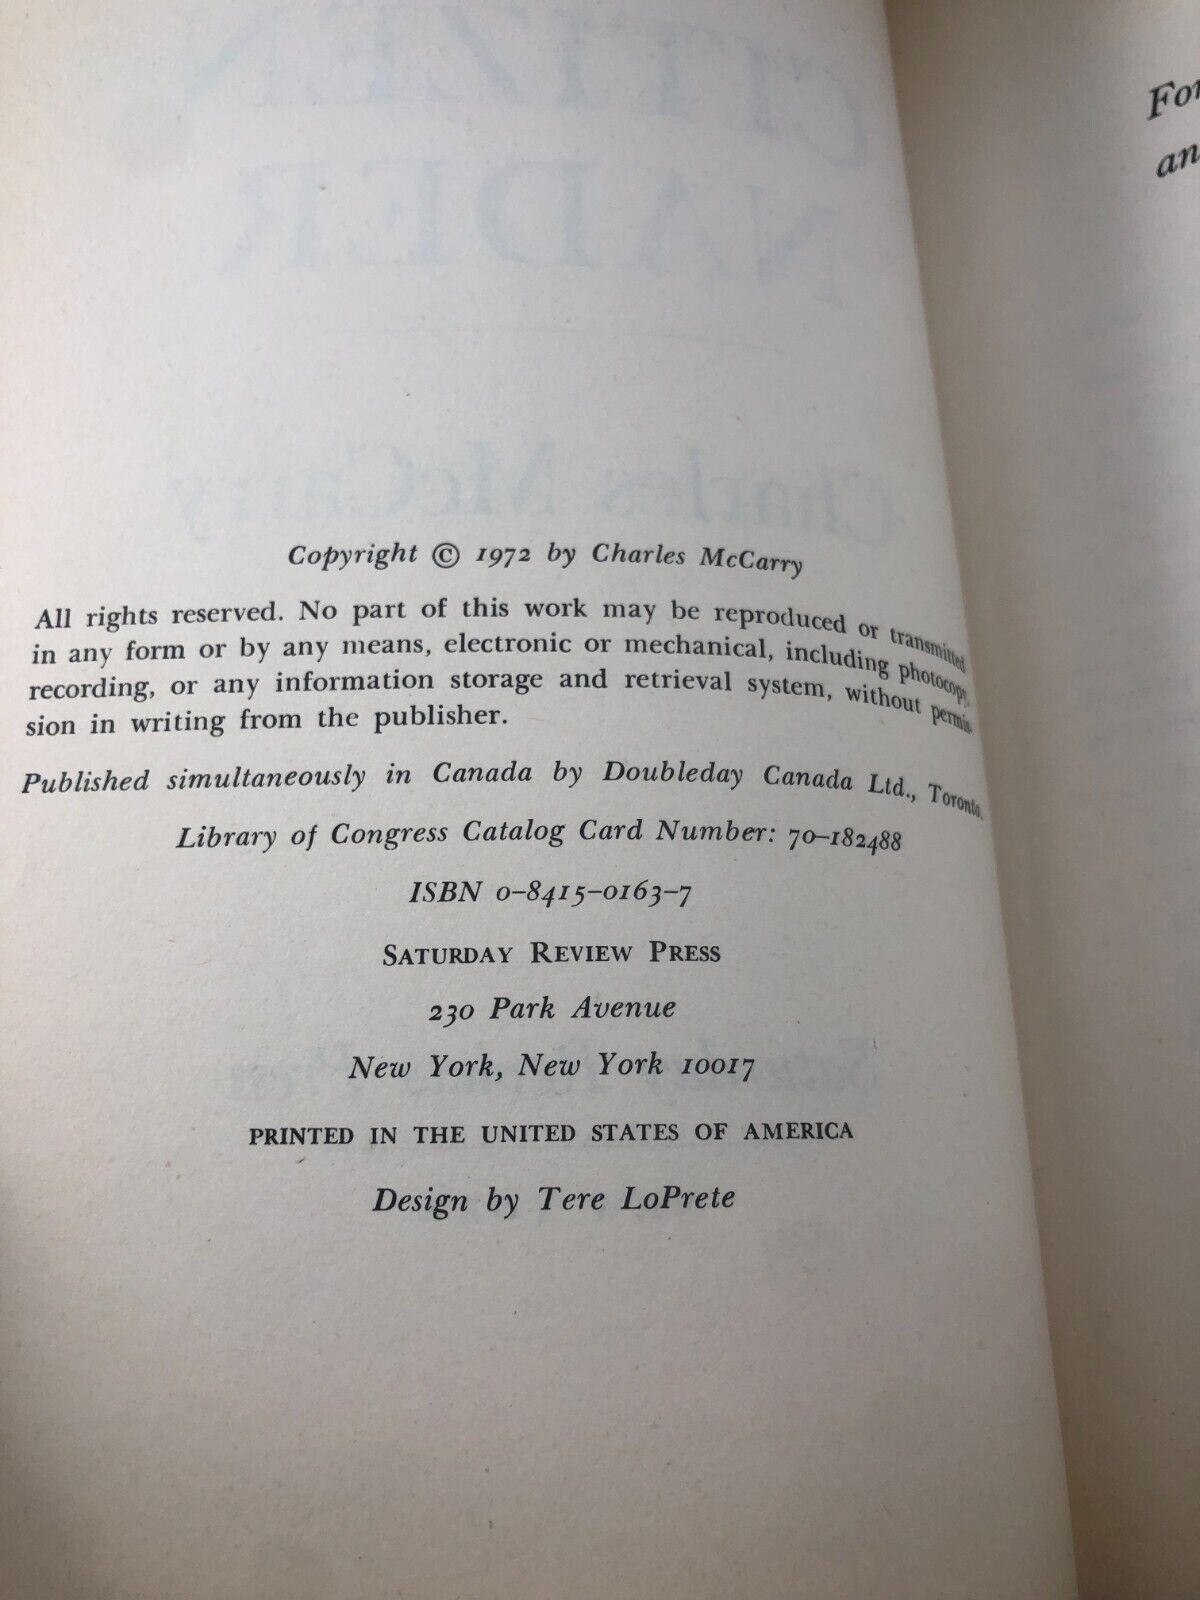 CITIZEN
NADER
Charles McCarry
Copyright © 1972 by Charles McCarry
All rights reserved. No part of this work may be reproduced or transmitted
in any form or by any means, electronic or mechanical, including photocopy,
recording, or any information storage and retrieval system, without permis-
sion in writing from the publisher.
Published simultaneously in Canada by Doubleday Canada Ltd., Toronto.
Library of Congress Catalog Card Number: 70–182488
ISBN 0–8415–0163–7
SATURDAY REVIEW PRESS
230 Park Avenue
New York, New York 10017
PRINTED IN THE UNITED STATES OF AMERICA
Design by Tere LoPrete